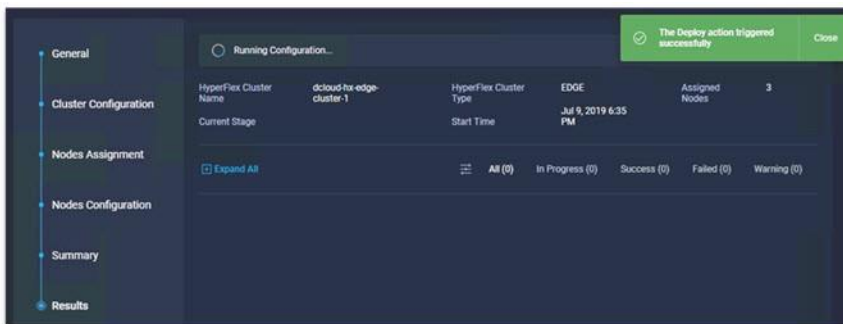 The Deploy action triggered
successfully
Close
General
Cluster Configuration
Nodes Assignment
Nodes Configuration
Summary
Results
Running Configuration...
HyperFlex Cluster
Name
dcloud-hx-edge-
cluster-1
HyperFlex Cluster
Type
EDGE
Assigned
Nodes
3
Current Stage
Start Time
Jul 9, 2019 6:35
PM
Expand All
All (0)
In Progress (0)
Success (0)
Failed (0)
Warning (0)